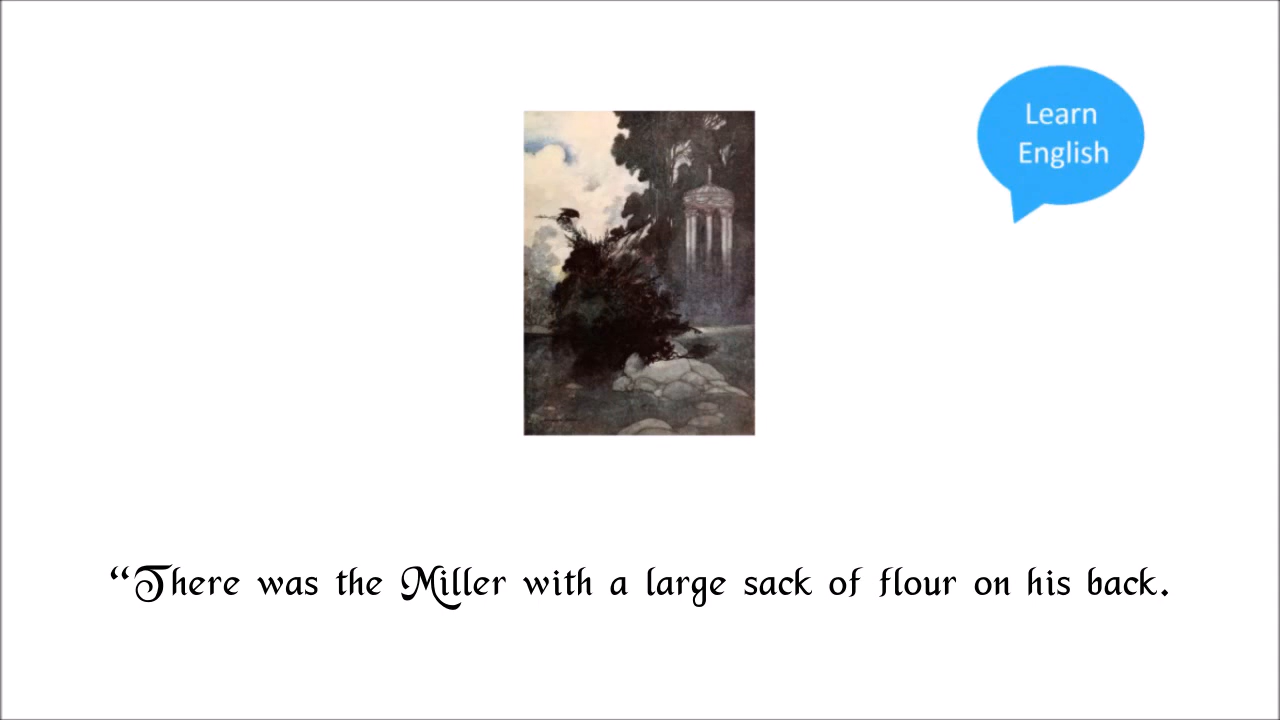 Learn
English
“There was the Miller with a large sack of flour on his back.